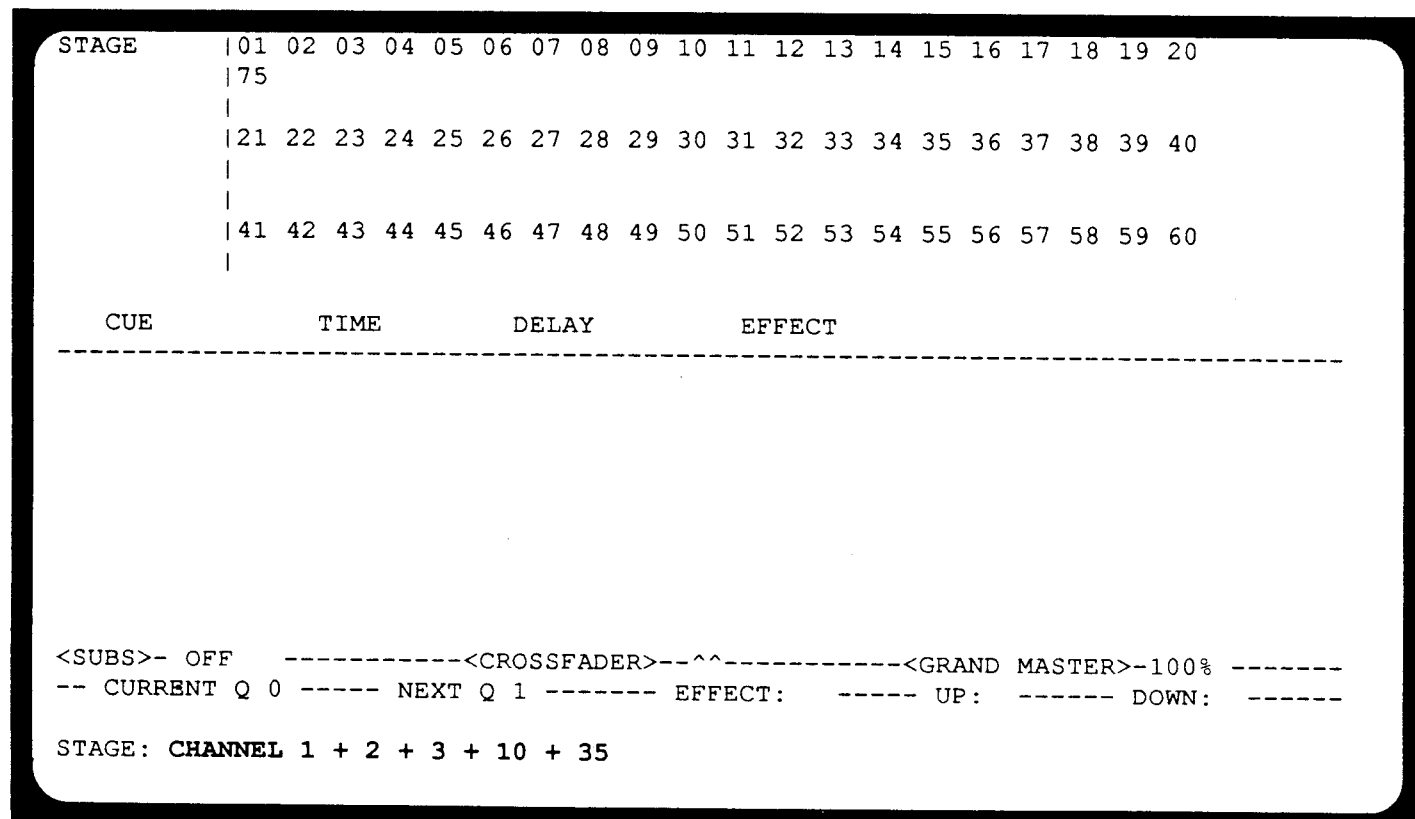 STAGE |01 02 03 04 05 06 07 08 09 10 11 12 13 14 15 16 17 18 19 20
|75
|
|21 22 23 24 25 26 27 28 29 30 31 32 33 34 35 36 37 38 39 40
|
|
|41 42 43 44 45 46 47 48 49 50 51 52 53 54 55 56 57 58 59 60
|
CUE TIME DELAY EFFECT
--------------------------------------------------------------------------------
<SUBS>- OFF -----------<CROSSFADER>--^^-----------<GRAND MASTER>-100% -------
-- CURRENT Q 0 ----- NEXT Q 1 ------- EFFECT: ----- UP: ------ DOWN: ------
STAGE: CHANNEL 1 + 2 + 3 + 10 + 35